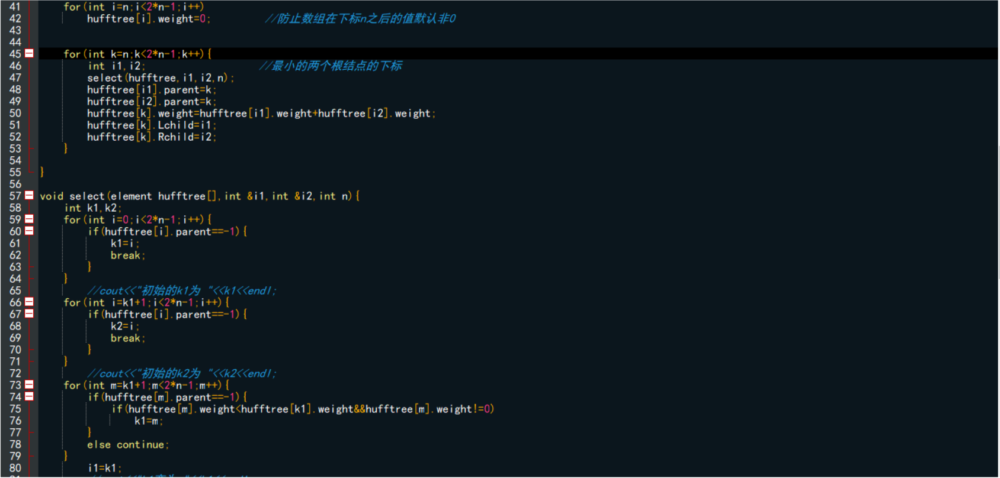 41 for(int i=n;i<2*n-1;i++)
42 hufftree[i].weight=0; //防止数组在下标n之后的值默认非0
43
44
45 for(int k=n;k<2*n-1;k++){
46 int i1,i2; //最小的两个根结点的下标
47 select(hufftree,i1,i2,n);
48 hufftree[i1].parent=k;
49 hufftree[i2].parent=k;
50 hufftree[k].weight=hufftree[i1].weight+hufftree[i2].weight;
51 hufftree[k].Lchild=i1;
52 hufftree[k].Rchild=i2;
53 }
54
55 }
56
57 void select(element hufftree[],int &i1,int &i2,int n){
58 int k1,k2;
59 for(int i=0;i<2*n-1;i++){
60 if(hufftree[i].parent==-1){
61 k1=i;
62 break;
63 }
64 }
65 //cout<<"初始的k1为 "<<k1<<endl;
66 for(int i=k1+1;i<2*n-1;i++){
67 if(hufftree[i].parent==-1){
68 k2=i;
69 break;
70 }
71 }
72 //cout<<"初始的k2为 "<<k2<<endl;
73 for(int m=k1+1;m<2*n-1;m++){
74 if(hufftree[m].parent==-1){
75 if(hufftree[m].weight<hufftree[k1].weight&&hufftree[m].weight!=0)
76 k1=m;
77 }
78 else continue;
79 }
80 i1=k1;